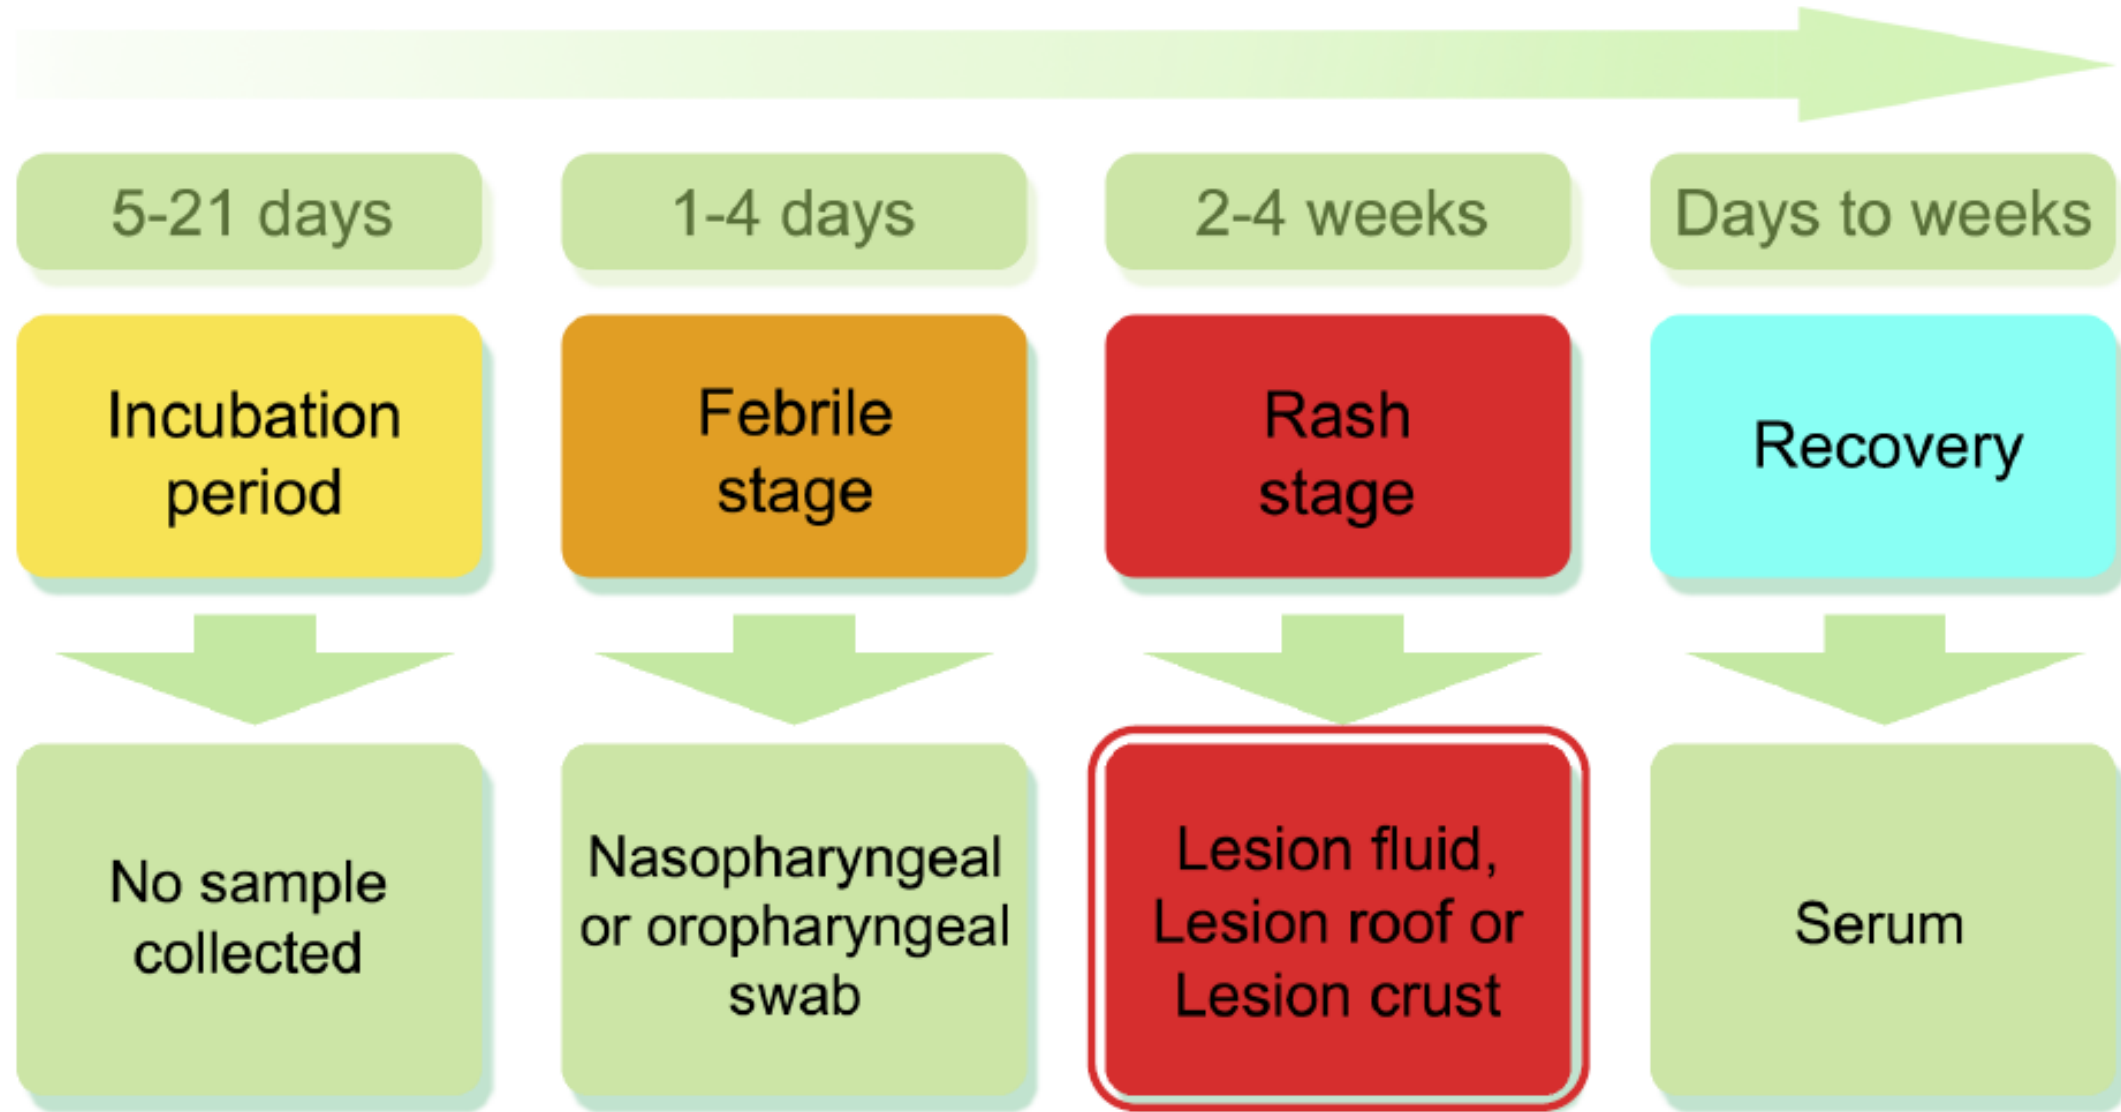 5-21 days
1-4 days
2-4 weeks
Days to weeks
Incubation
period
Febrile
stage
Rash
stage
Recovery
No sample
collected
Nasopharyngeal
or oropharyngeal
swab
Lesion fluid,
Lesion roof or
Lesion crust
Serum